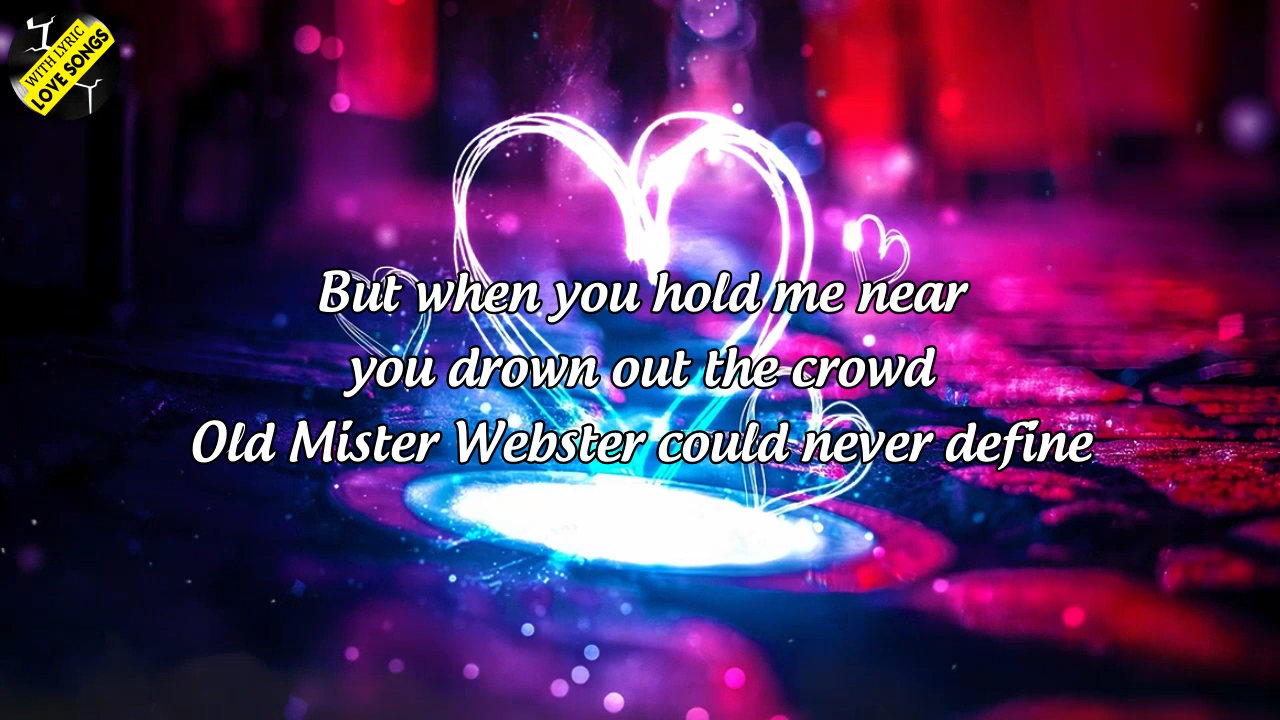 WITH LYRIC
LOVE SONGS
But when you hold me near
you drown out the crowd
Old Mister Webster could never define